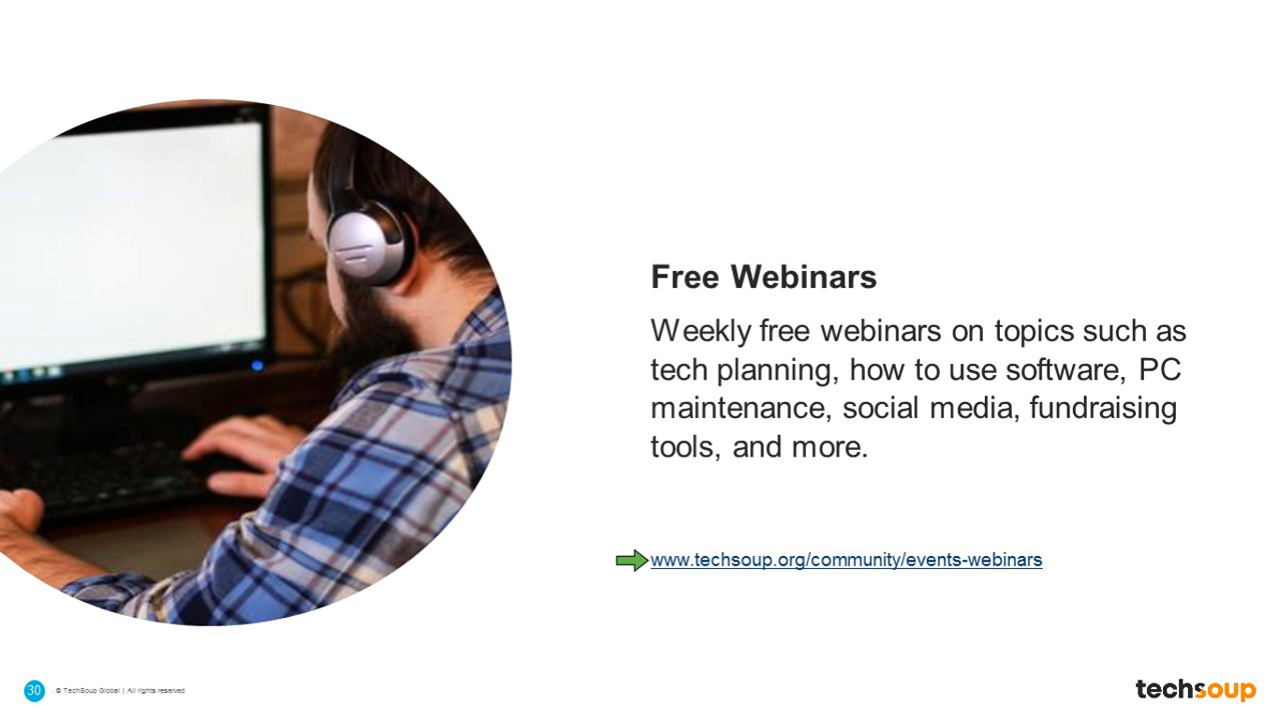 Free Webinars
Weekly free webinars on topics such as
tech planning, how to use software, PC
maintenance, social media, fundraising
tools, and more.
www.techsoup.org/community/events-webinars
30 . © TechSoup Global | All rights reserved
techsoup